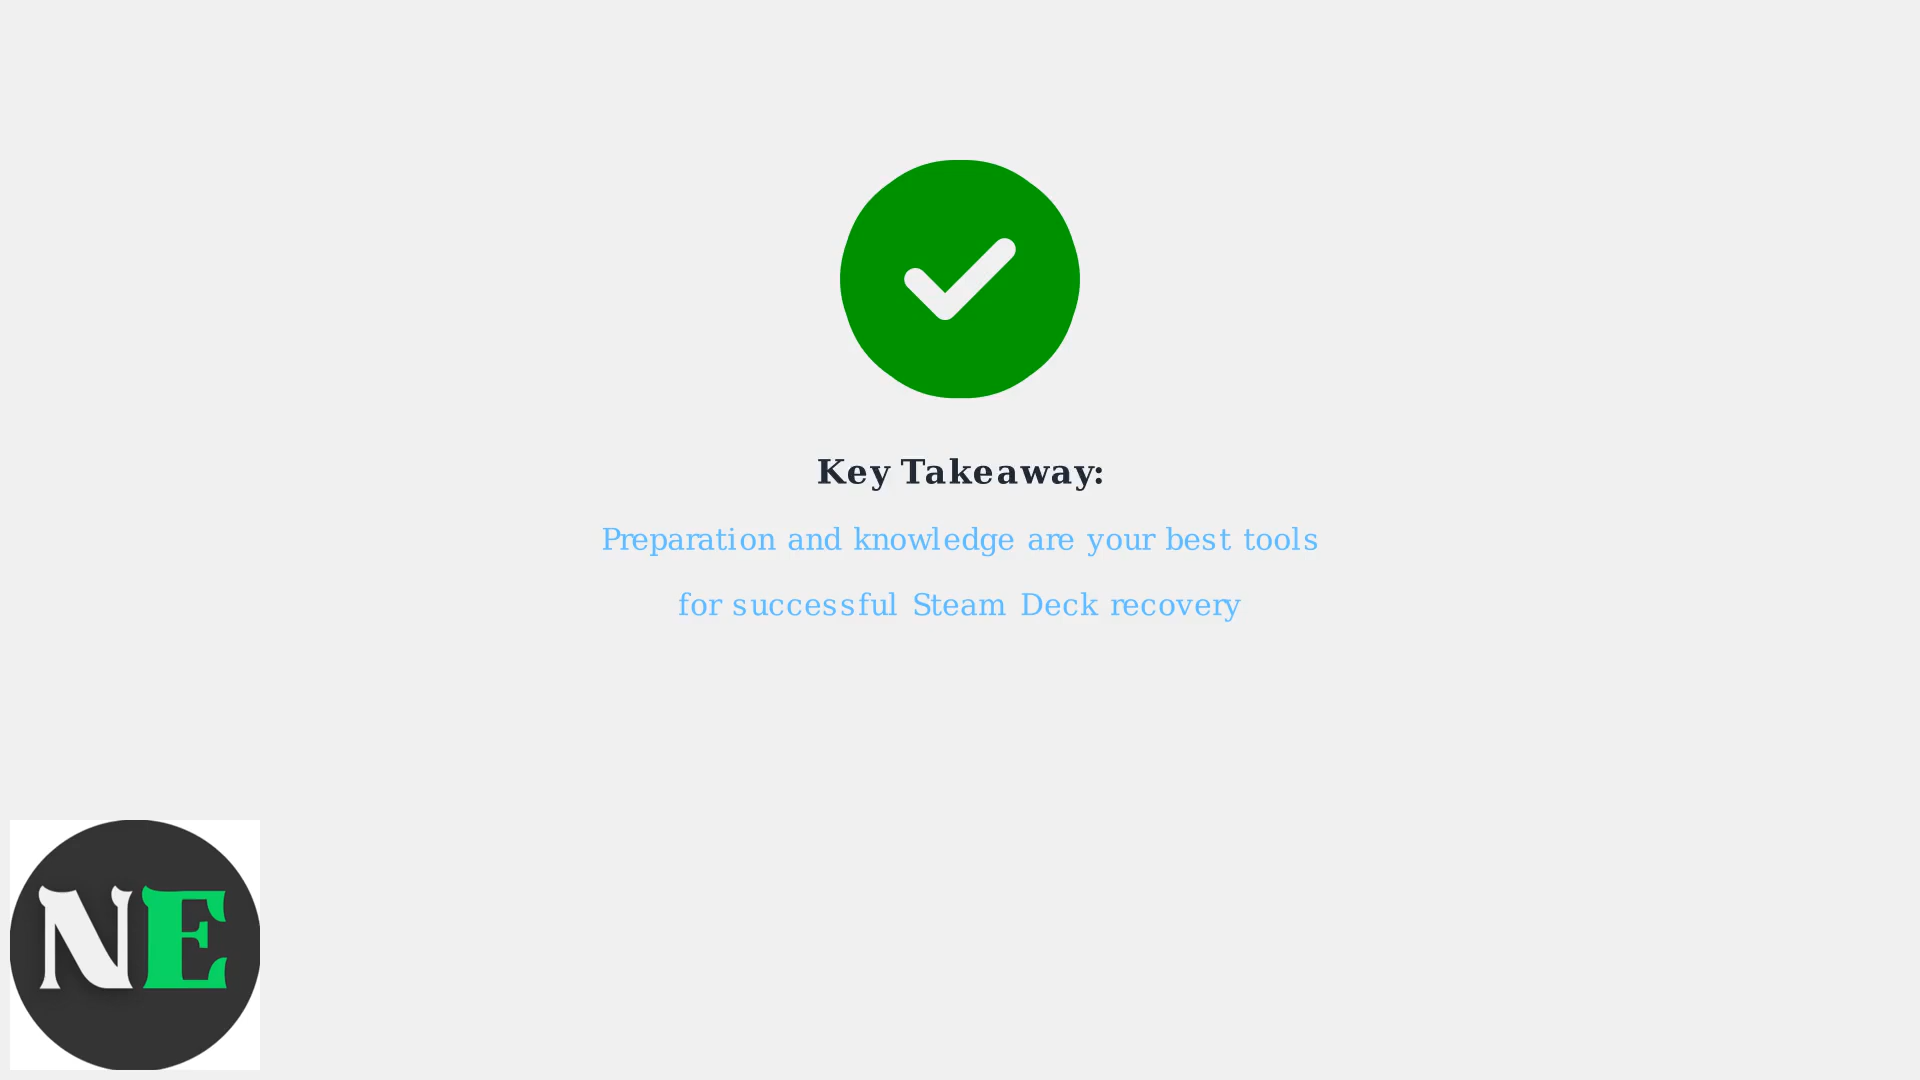 Key Takeaway:
Preparation and knowledge are your best tools
for successful Steam Deck recovery
NE